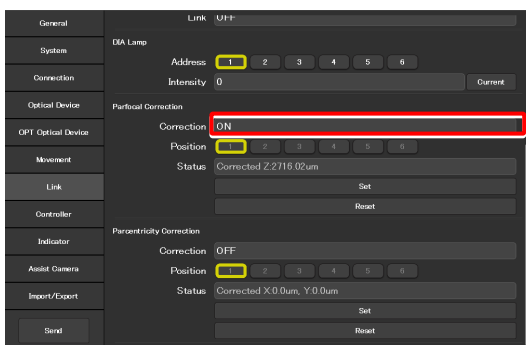 General
System
Connection
Optical Device
OPT Optical Device
Movement
Link
Controller
Indicator
Assist Camera
Import/Export
Send
Link OFF
DIA Lamp
Address 1 2 3 4 5 6
Intensity 0 Current
Parfocal Correction
Correction ON
Position 1 2 3 4 5 6
Status Corrected Z:2716.02um
Set
Reset
Parcentricity Correction
Correction OFF
Position 1 2 3 4 5 6
Status Corrected X:0.0um, Y:0.0um
Set
Reset